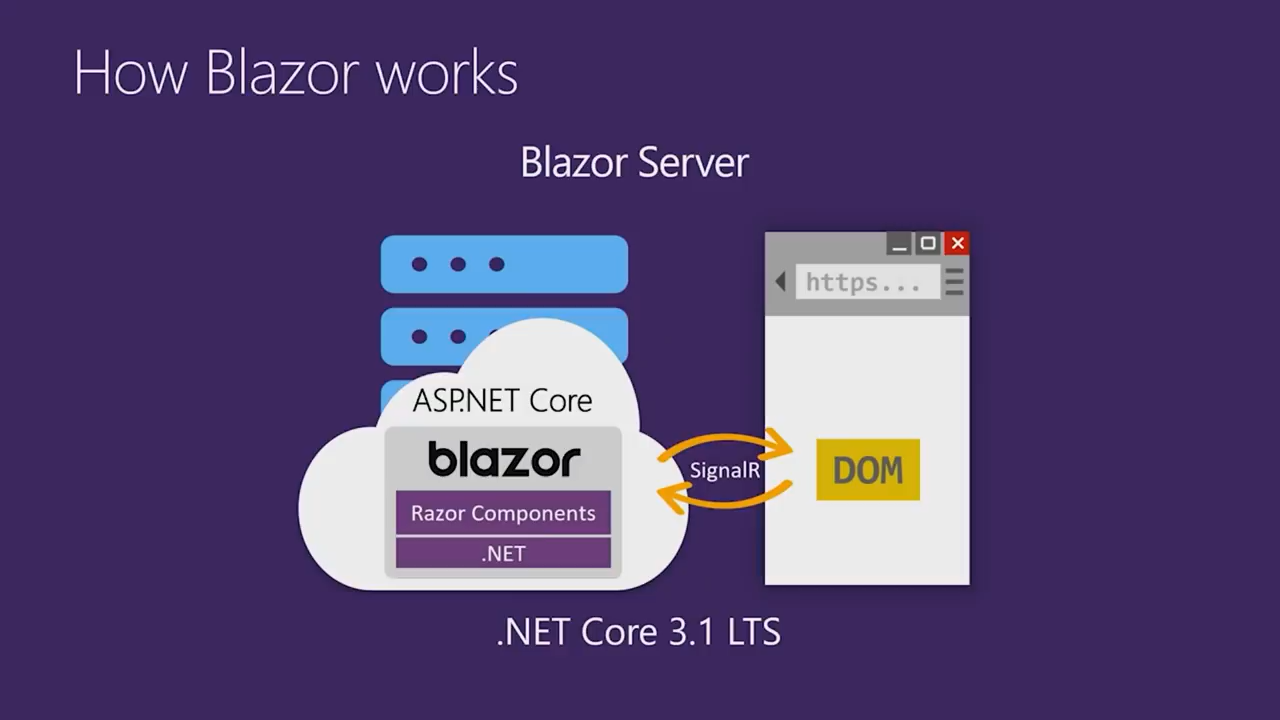 How Blazor works
Blazor Server
https...
ASP.NET Core
blazor
SignalR
DOM
Razor Components
.NET
.NET Core 3.1 LTS